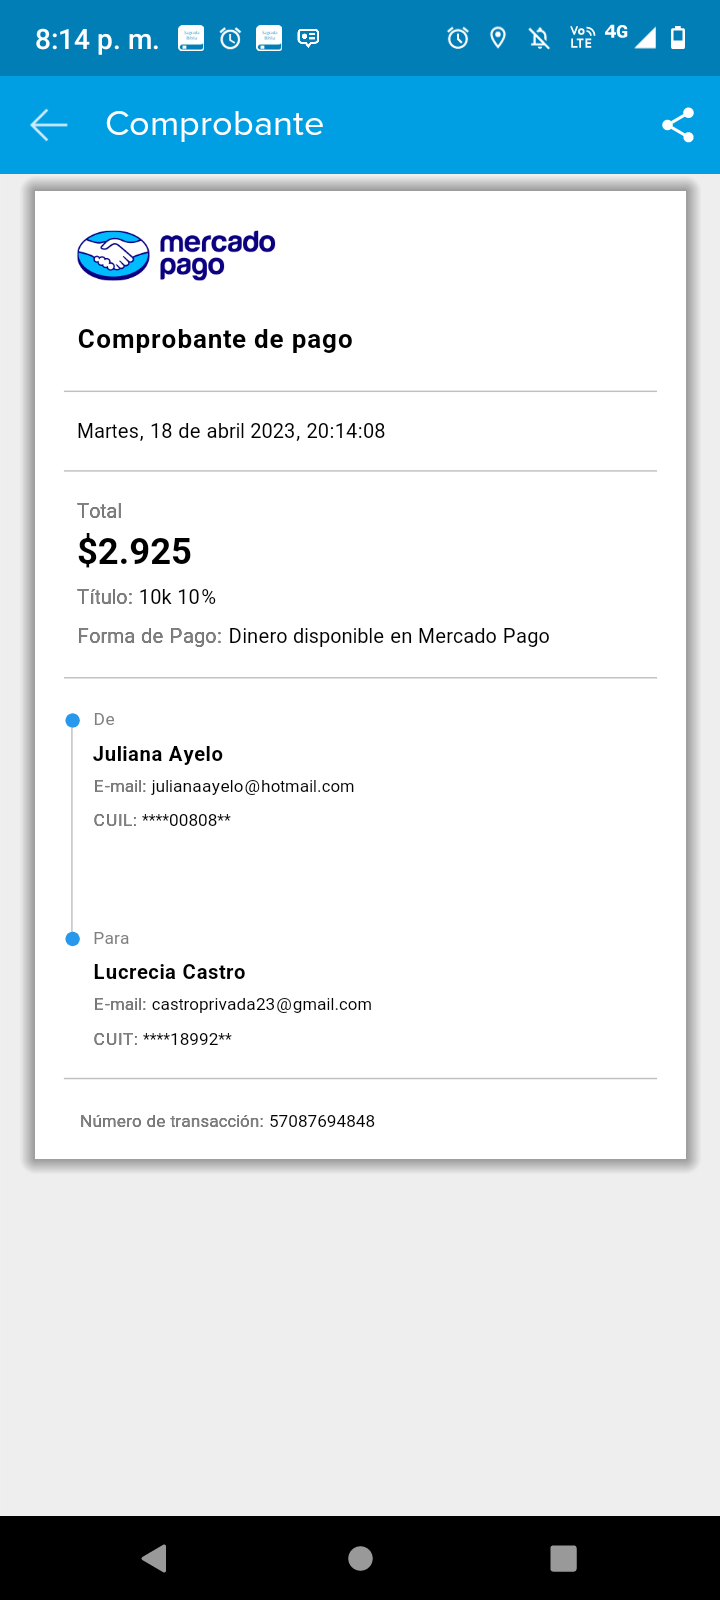 8:14 p. m.
VoLTE 4G
Comprobante
mercado
pago
Comprobante de pago
Martes, 18 de abril 2023, 20:14:08
Total
$2.925
Título: 10k 10%
Forma de Pago: Dinero disponible en Mercado Pago
De
Juliana Ayelo
E-mail: julianaayelo@hotmail.com
CUIL: ****00808**
Para
Lucrecia Castro
E-mail: castroprivada23@gmail.com
CUIT: ****18992**
Número de transacción: 57087694848